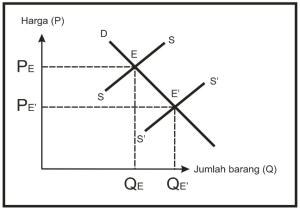 Harga (P)
D
E
S
PE
S
E'
S'
PE'
S'
Jumlah barang (Q)
QE
QE'